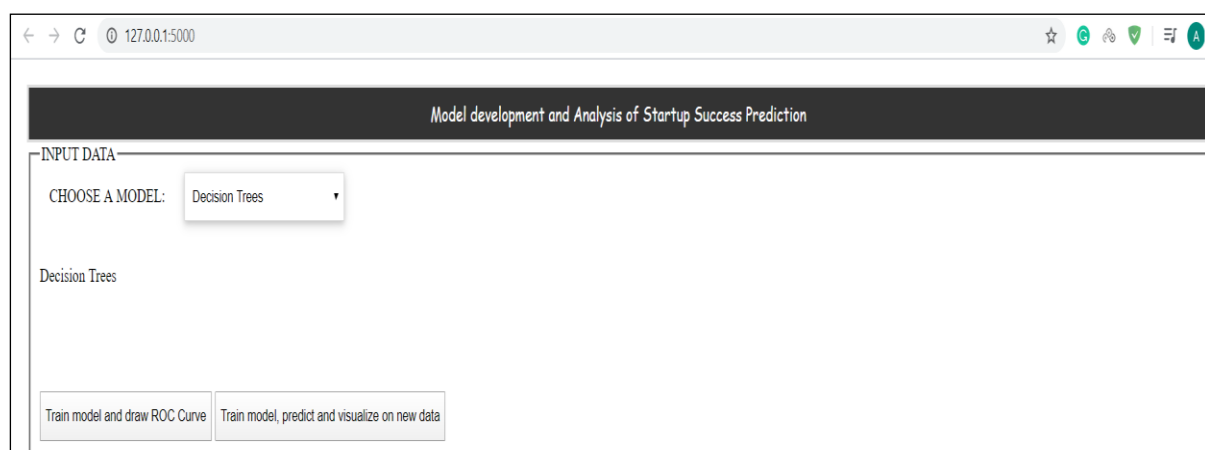 127.0.0.1:5000
G
A
Model development and Analysis of Startup Success Prediction
INPUT DATA
CHOOSE A MODEL: Decision Trees
Decision Trees
Train model and draw ROC Curve Train model, predict and visualize on new data